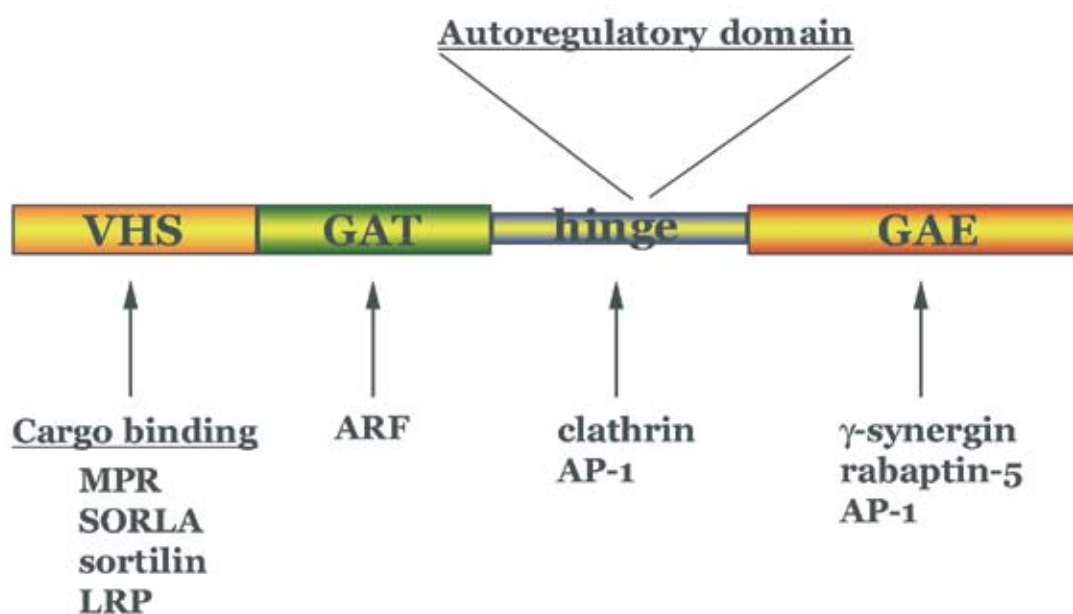 Autoregulatory domain
VHS GAT hinge GAE
Cargo binding
MPR
SORLA
sortilin
LRP
ARF
clathrin
AP-1
γ-synergin
rabaptin-5
AP-1